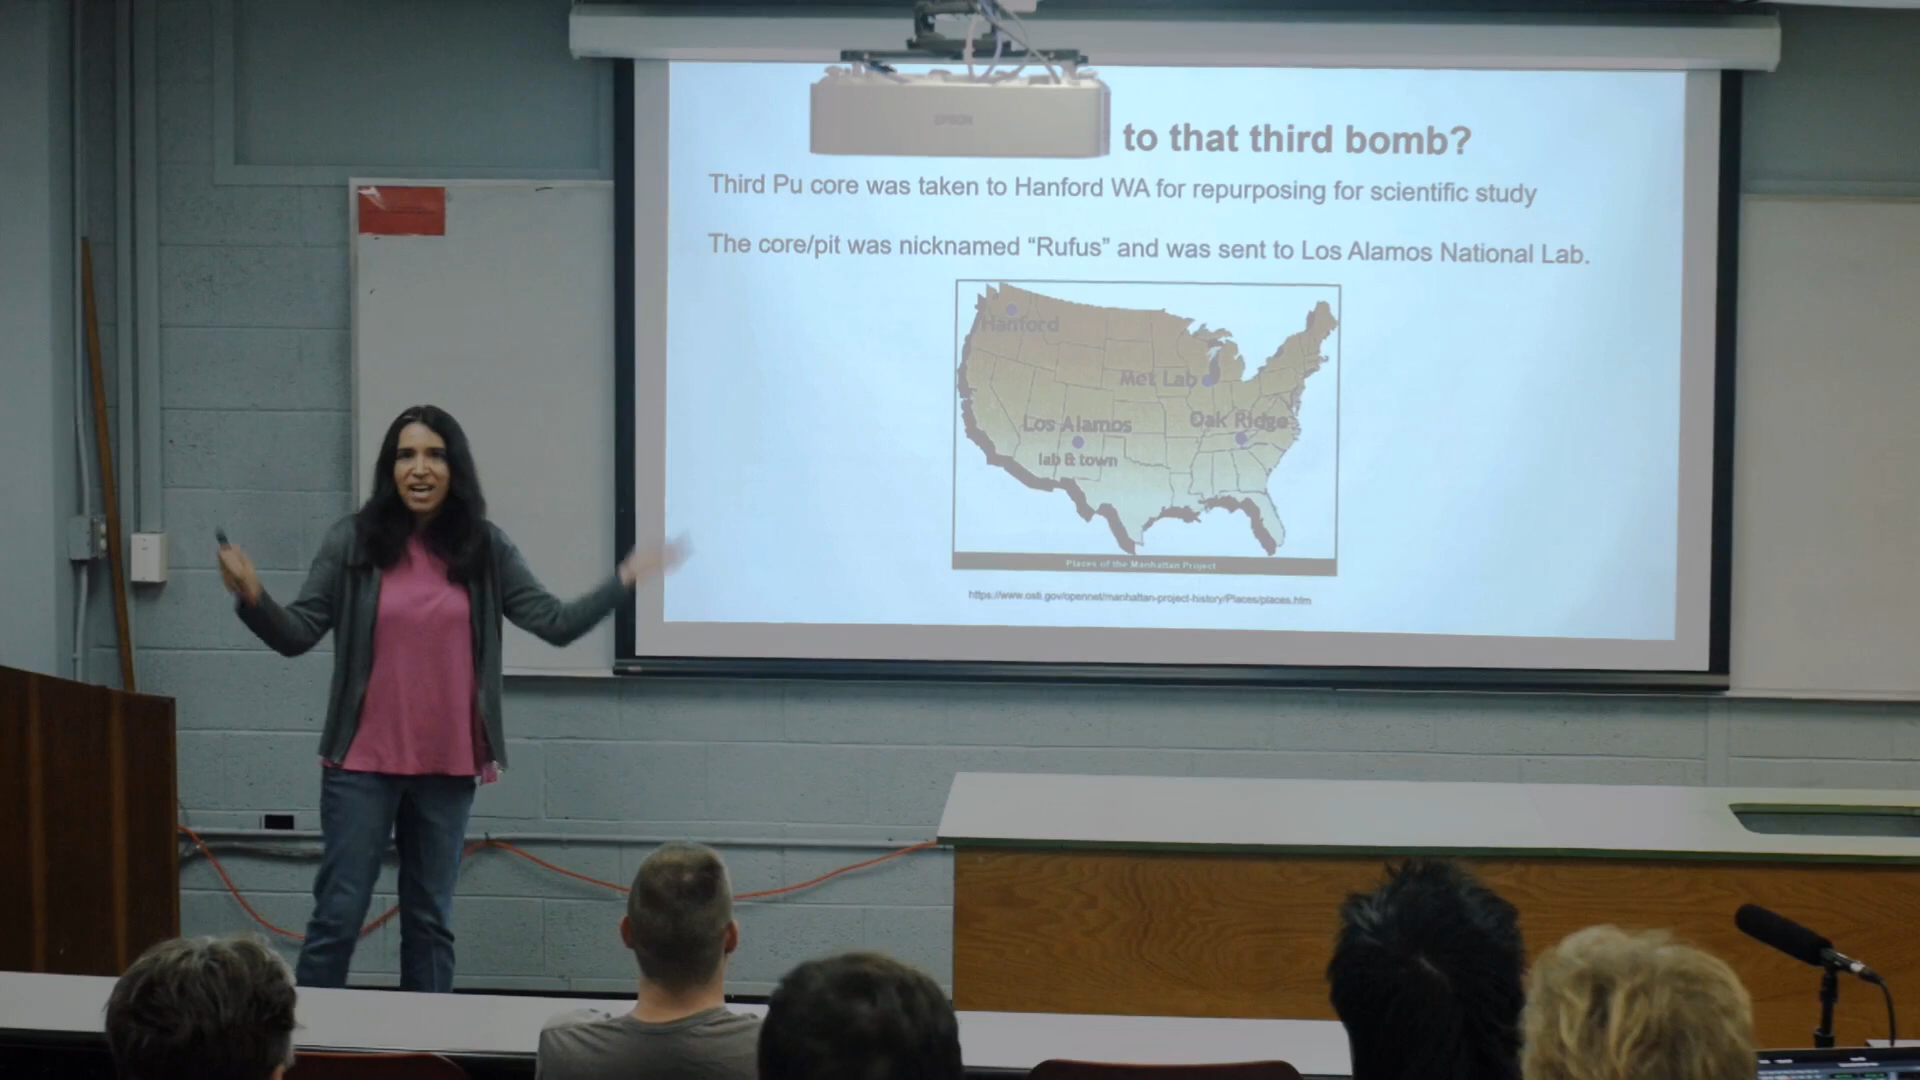 EPSON
to that third bomb?
Third Pu core was taken to Hanford WA for repurposing for scientific study
The core/pit was nicknamed “Rufus” and was sent to Los Alamos National Lab.
Hanford
Met Lab
Los Alamos
Oak Ridge
lab & town
Places of the Manhattan Project
https://www.osti.gov/opennet/manhattan-project-history/Places/places.htm